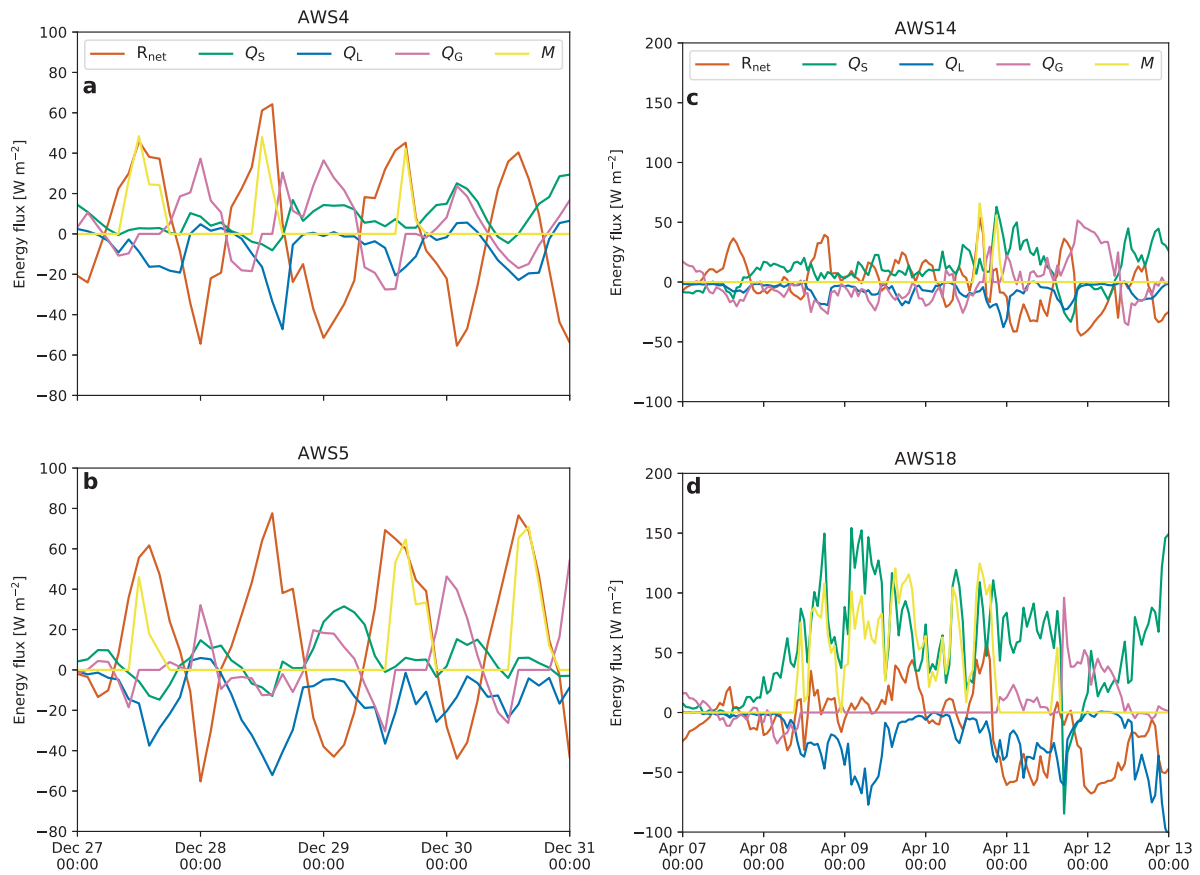 AWS4
100
80
60
40
20
0
−20
−40
−60
−80
Energy flux [W m⁻²]
R_net Q_S Q_L Q_G M
a
AWS14
200
150
100
50
0
−50
−100
Energy flux [W m⁻²]
R_net Q_S Q_L Q_G M
c
AWS5
100
80
60
40
20
0
−20
−40
−60
−80
Energy flux [W m⁻²]
b
Dec 27 Dec 28 Dec 29 Dec 30 Dec 31
00:00 00:00 00:00 00:00 00:00
AWS18
200
150
100
50
0
−50
−100
Energy flux [W m⁻²]
d
Apr 07 Apr 08 Apr 09 Apr 10 Apr 11 Apr 12 Apr 13
00:00 00:00 00:00 00:00 00:00 00:00 00:00